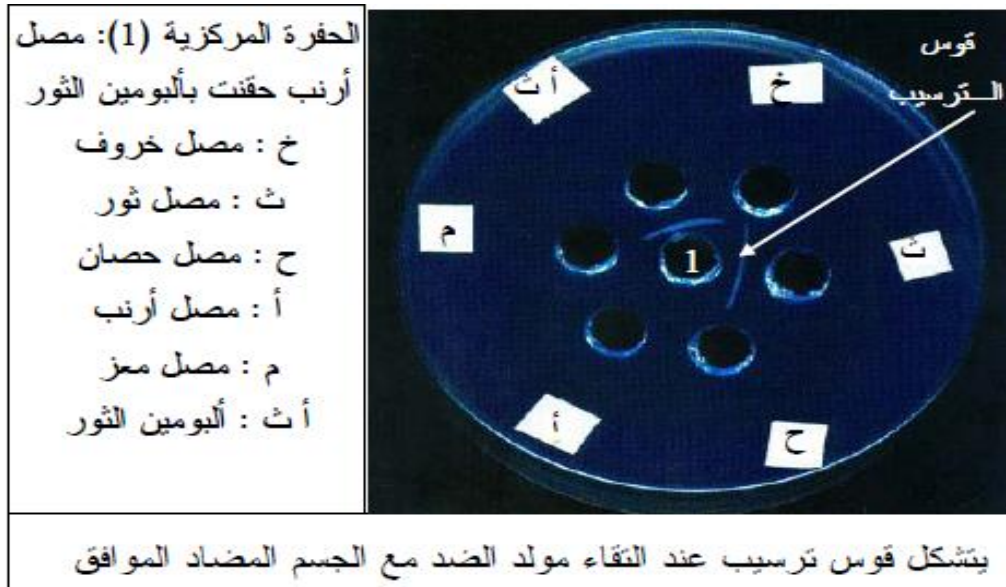 الحفرة المركزية (1): مصل
أرنب حقنت بألبومين الثور
خ : مصل خروف
ث : مصل ثور
ح : مصل حصان
أ : مصل أرنب
م : مصل معز
أ ث : ألبومين الثور
قوس
الـترسيب
أ ث
خ
م
ث
1
أ
ح
يتشكل قوس ترسيب عند التقاء مولد الضد مع الجسم المضاد الموافق